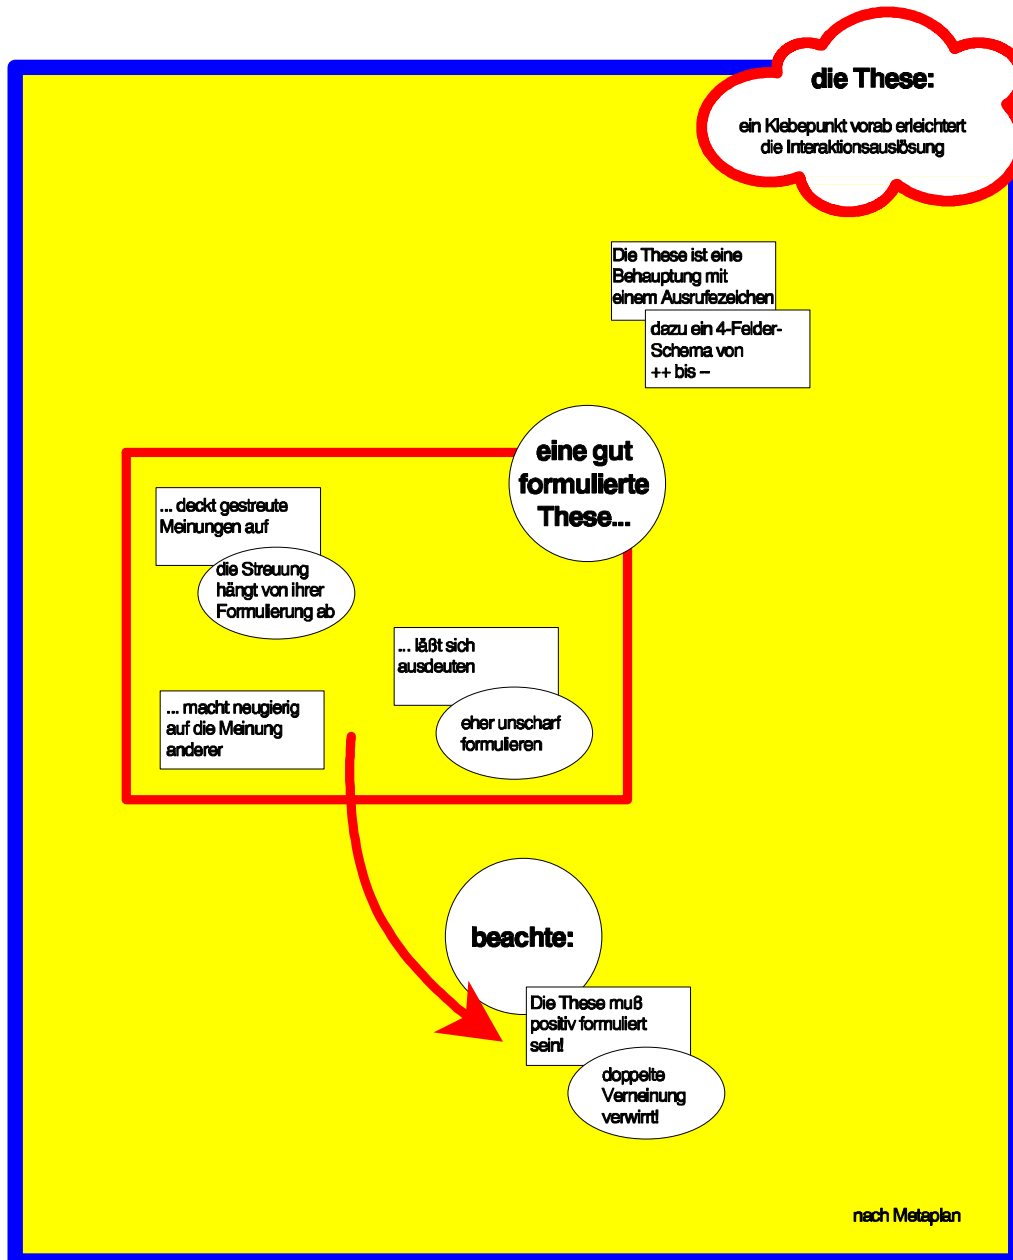 die These:
ein Klebepunkt vorab erleichtert
die Interaktionsauslösung
Die These ist eine
Behauptung mit
einem Ausrufezeichen
dazu ein 4-Felder-
Schema von
++ bis –
eine gut
formulierte
These...
... deckt gestreute
Meinungen auf
die Streuung
hängt von ihrer
Formulierung ab
... läßt sich
ausdeuten
eher unscharf
formulieren
... macht neugierig
auf die Meinung
anderer
beachte:
Die These muß
positiv formuliert
sein!
doppelte
Verneinung
verwirrt!
nach Metaplan